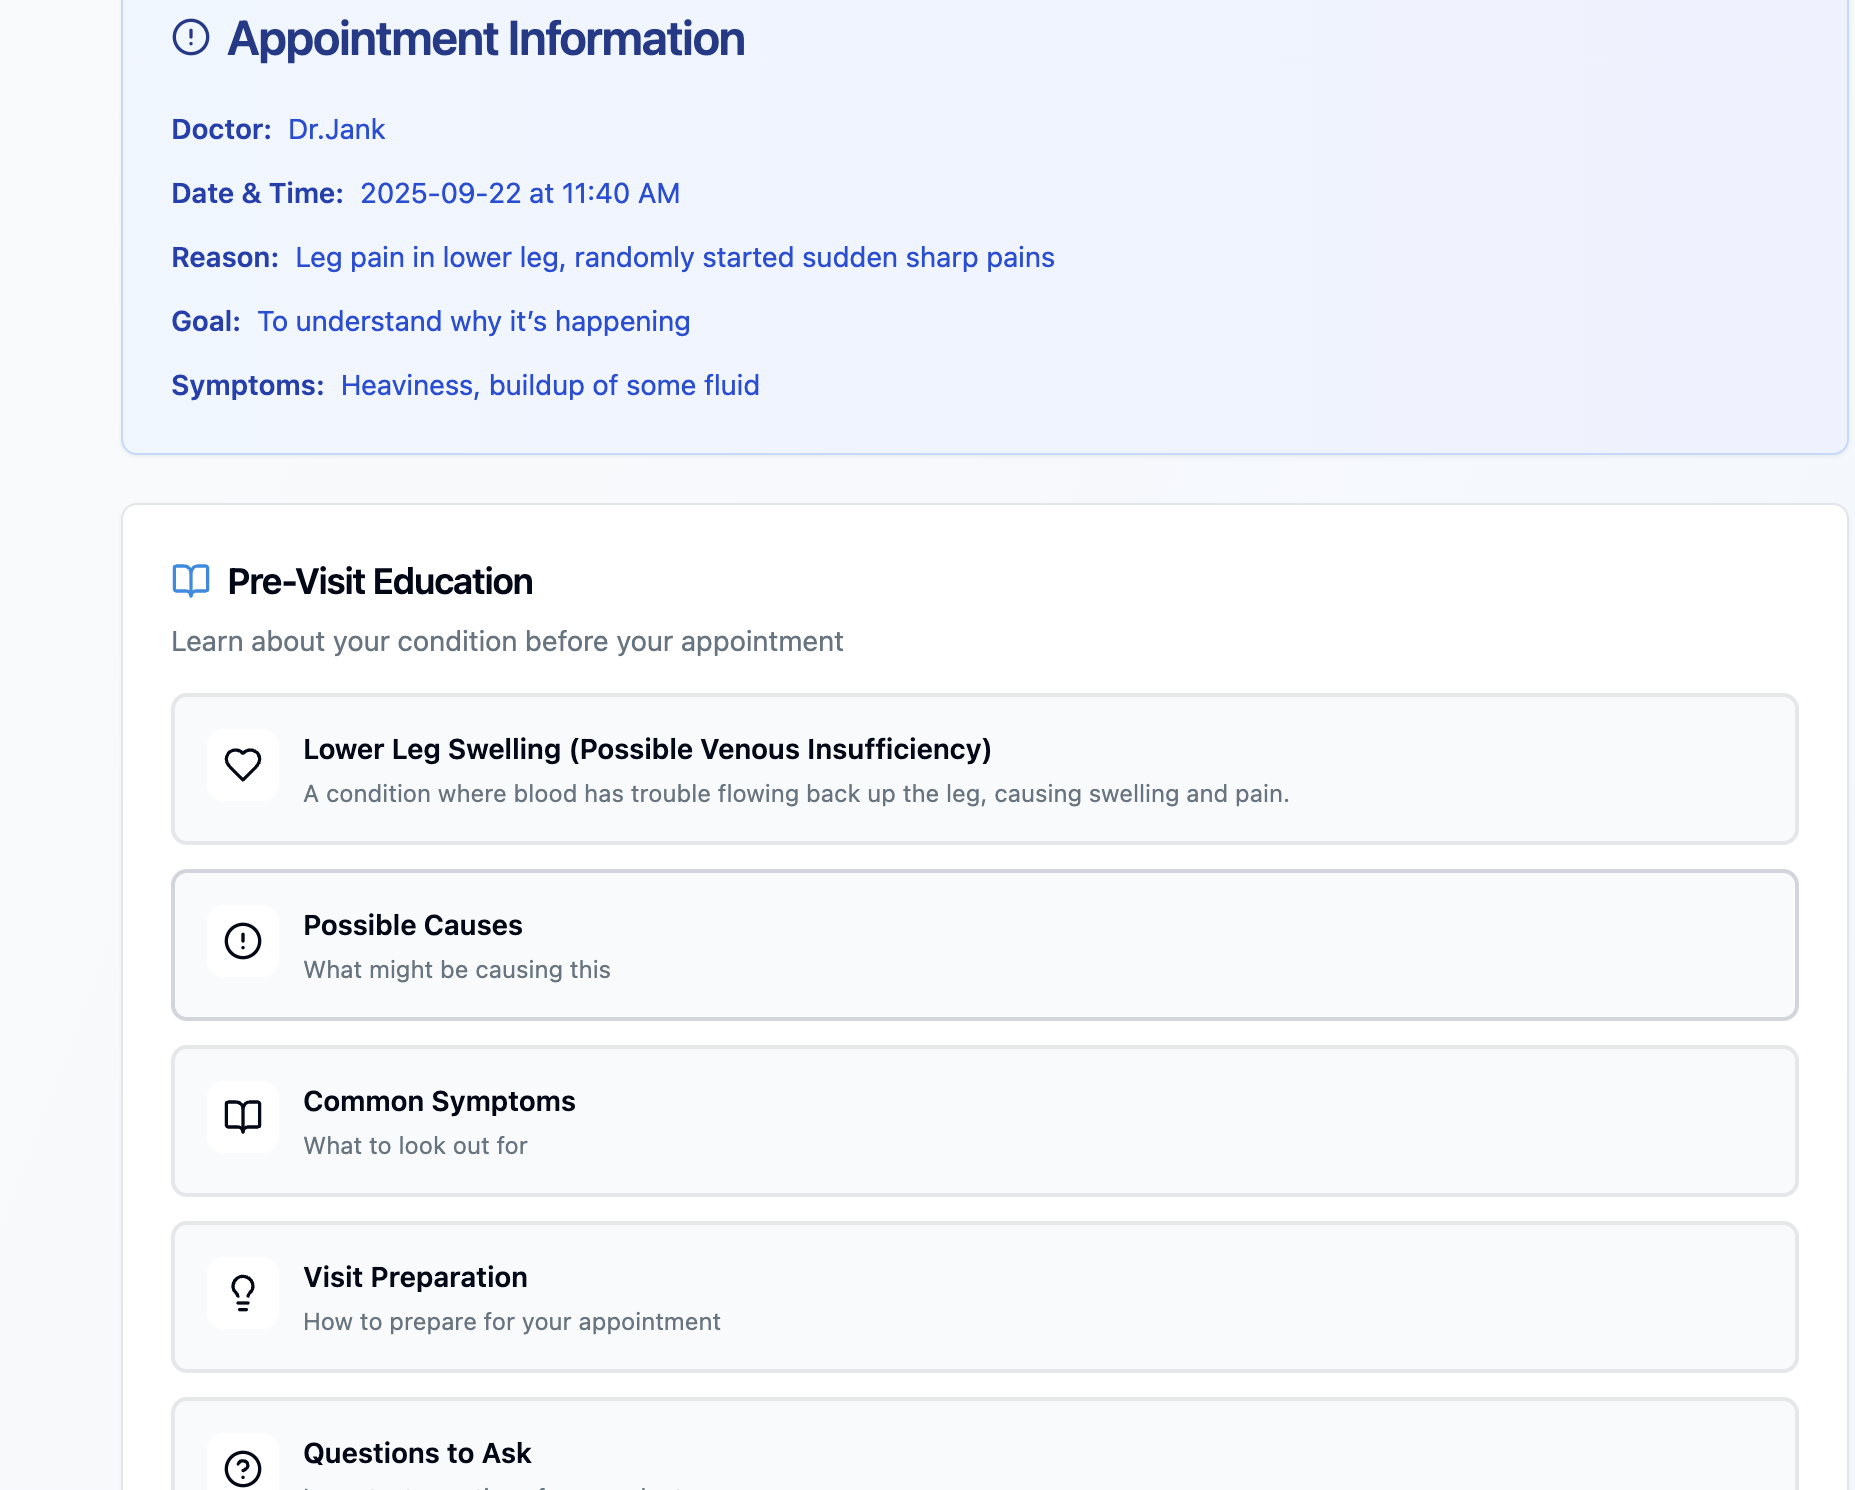 Appointment Information
Doctor: Dr.Jank
Date & Time: 2025-09-22 at 11:40 AM
Reason: Leg pain in lower leg, randomly started sudden sharp pains
Goal: To understand why it’s happening
Symptoms: Heaviness, buildup of some fluid
Pre-Visit Education
Learn about your condition before your appointment
Lower Leg Swelling (Possible Venous Insufficiency)
A condition where blood has trouble flowing back up the leg, causing swelling and pain.
Possible Causes
What might be causing this
Common Symptoms
What to look out for
Visit Preparation
How to prepare for your appointment
Questions to Ask